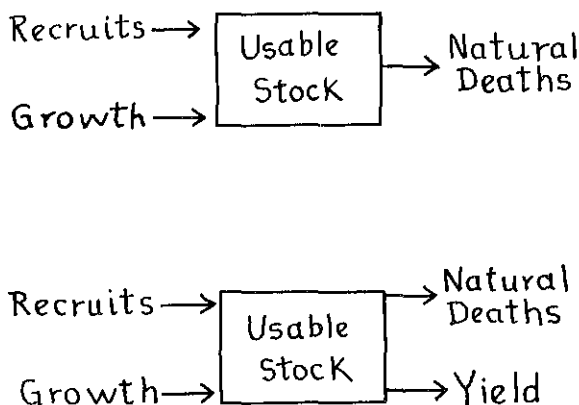 Recruits
Usable
Stock
Natural
Deaths
Growth
Recruits
Usable
Stock
Natural
Deaths
Growth
Yield